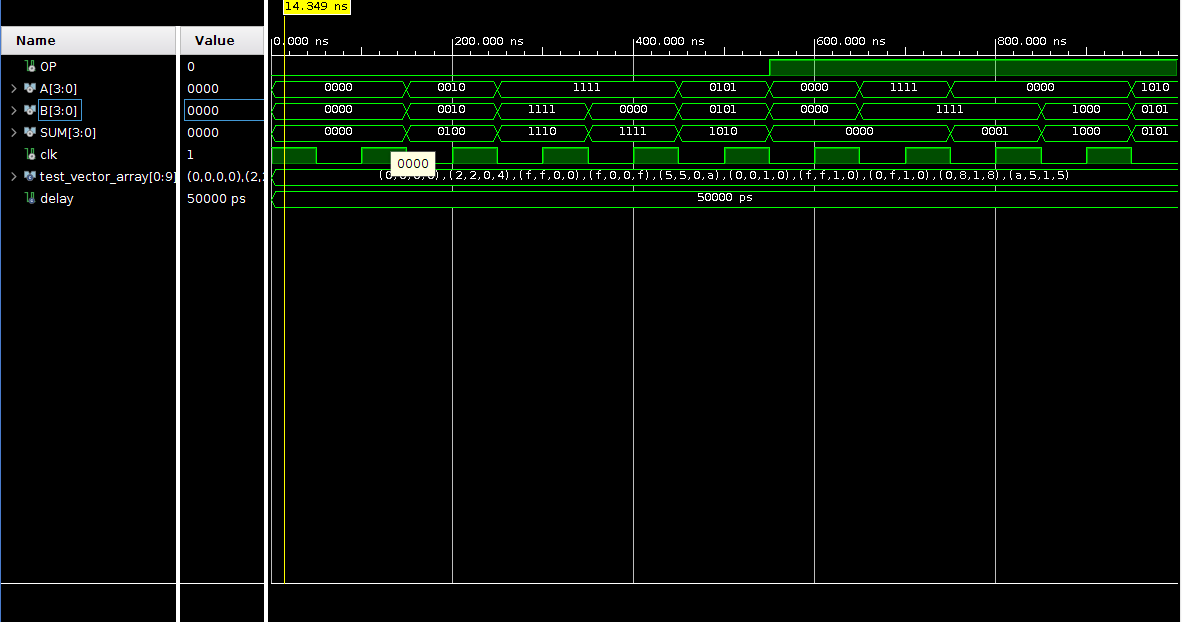 14.349 ns
Name Value
0.000 ns 200.000 ns 400.000 ns 600.000 ns 800.000 ns
OP 0
A[3:0] 0000 0000 0010 1111 0101 0000 1111 0000 1010
B[3:0] 0000 0000 0010 1111 0000 0101 0000 1111 1000 0101
SUM[3:0] 0000 0000 0100 1110 1111 1010 0000 0001 1000 0101
clk 1
0000
test_vector_array[0:9] (0,0,0,0),(2,2 (0,0,0,0),(2,2,0,4),(f,f,0,0),(f,0,0,f),(5,5,0,a),(0,0,1,0),(f,f,1,0),(0,f,1,0),(0,8,1,8),(a,5,1,5)
delay 50000 ps 50000 ps